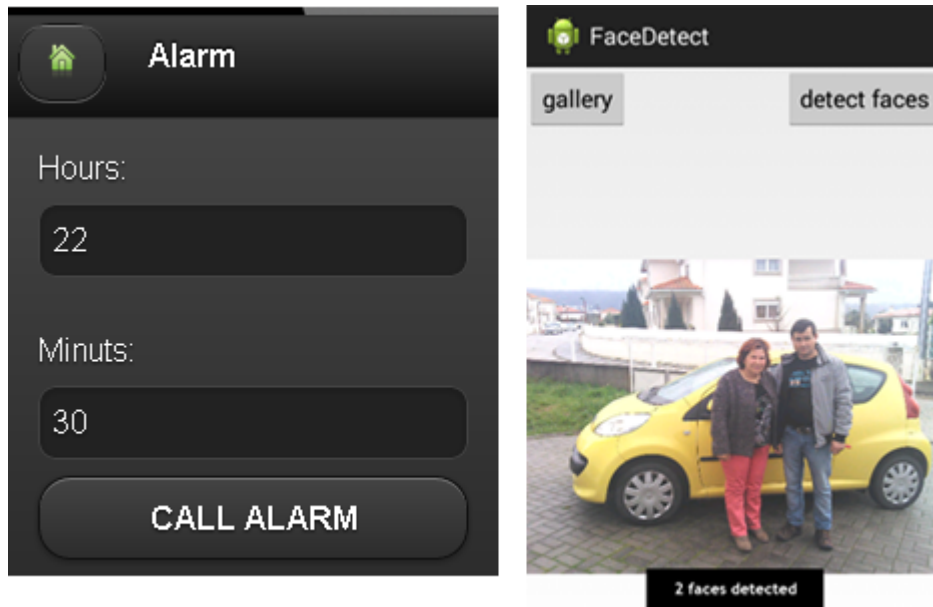 Alarm
Hours:
22
Minuts:
30
CALL ALARM
FaceDetect
gallery
detect faces
2 faces detected